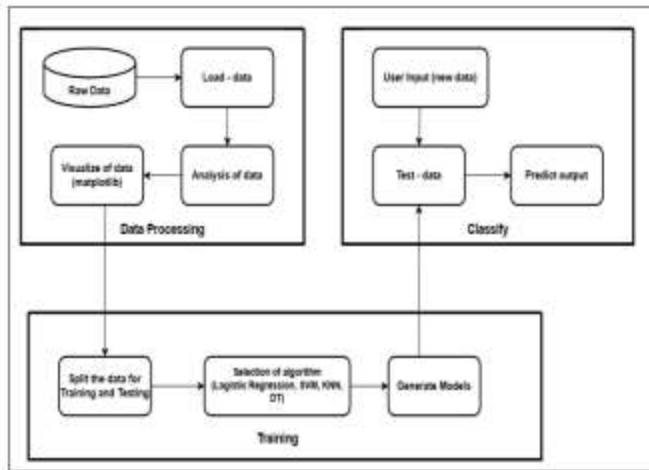 Raw Data
Load - data
Visualize of data
(matplotlib)
Analysis of data
Data Processing
User Input (new data)
Test - data
Predict output
Classify
Split the data for
Training and Testing
Selection of algorithm
(Logistic Regression, SVM, KNN,
DT)
Generate Models
Training